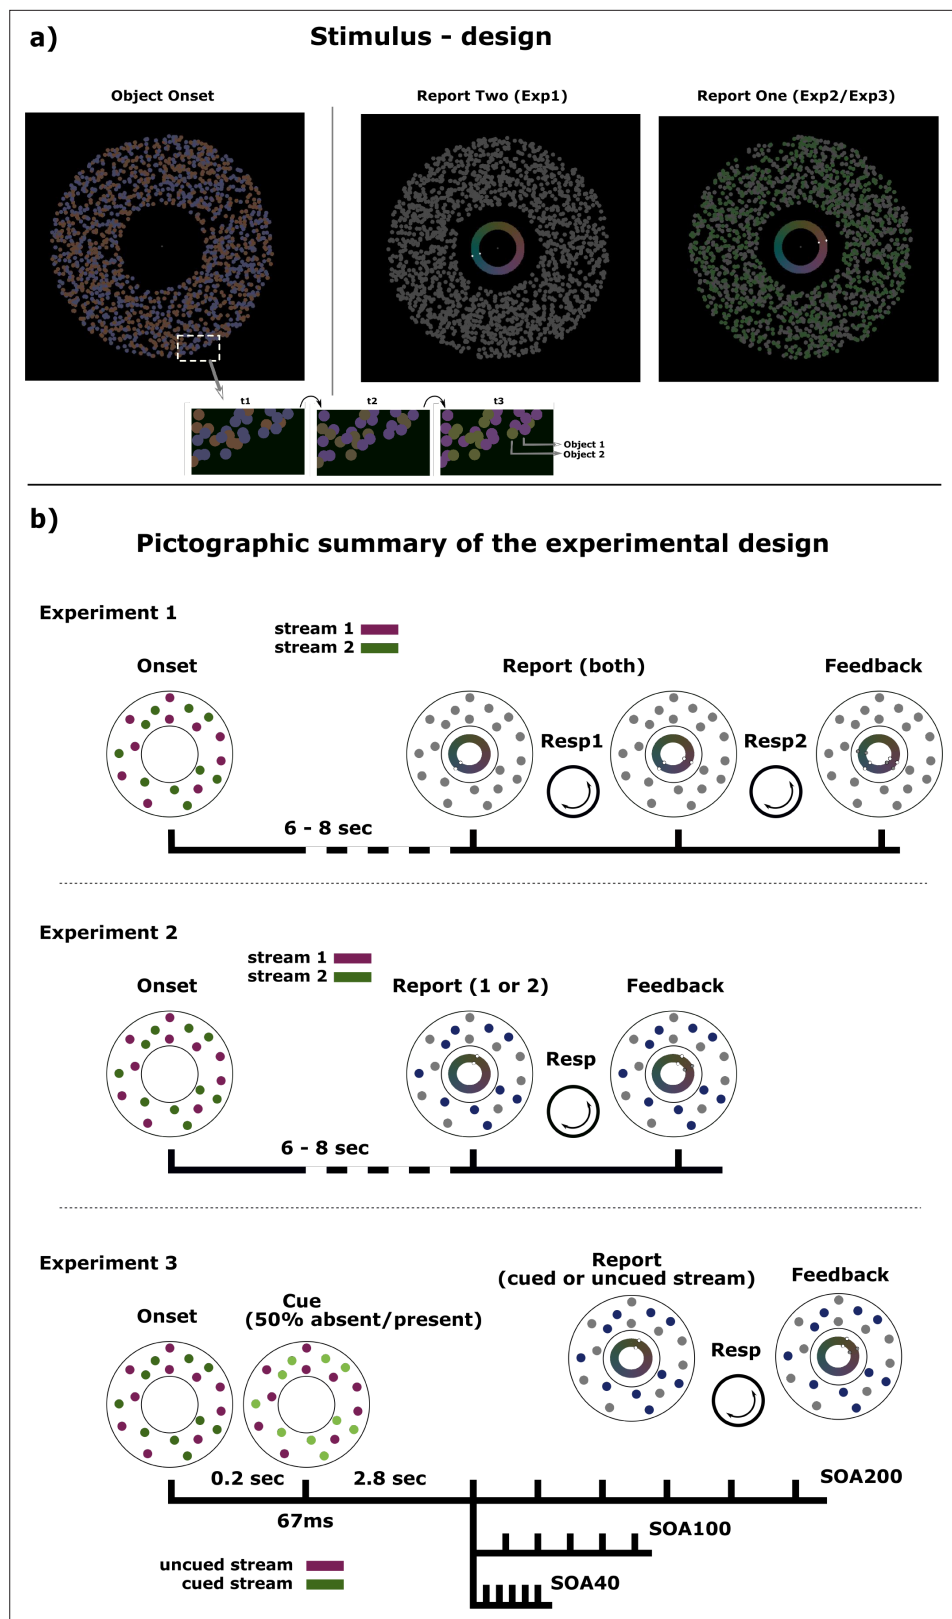 a)
Stimulus - design
Object Onset
Report Two (Exp1)
Report One (Exp2/Exp3)
t1
t2
t3
Object 1
Object 2
b)
Pictographic summary of the experimental design
Experiment 1
stream 1
stream 2
Onset
Report (both)
Feedback
Resp1
Resp2
6 - 8 sec
Experiment 2
stream 1
stream 2
Onset
Report (1 or 2)
Feedback
Resp
6 - 8 sec
Experiment 3
Report
(cued or uncued stream)
Feedback
Onset
Cue
(50% absent/present)
Resp
0.2 sec
2.8 sec
SOA200
67ms
SOA100
uncued stream
cued stream
SOA40